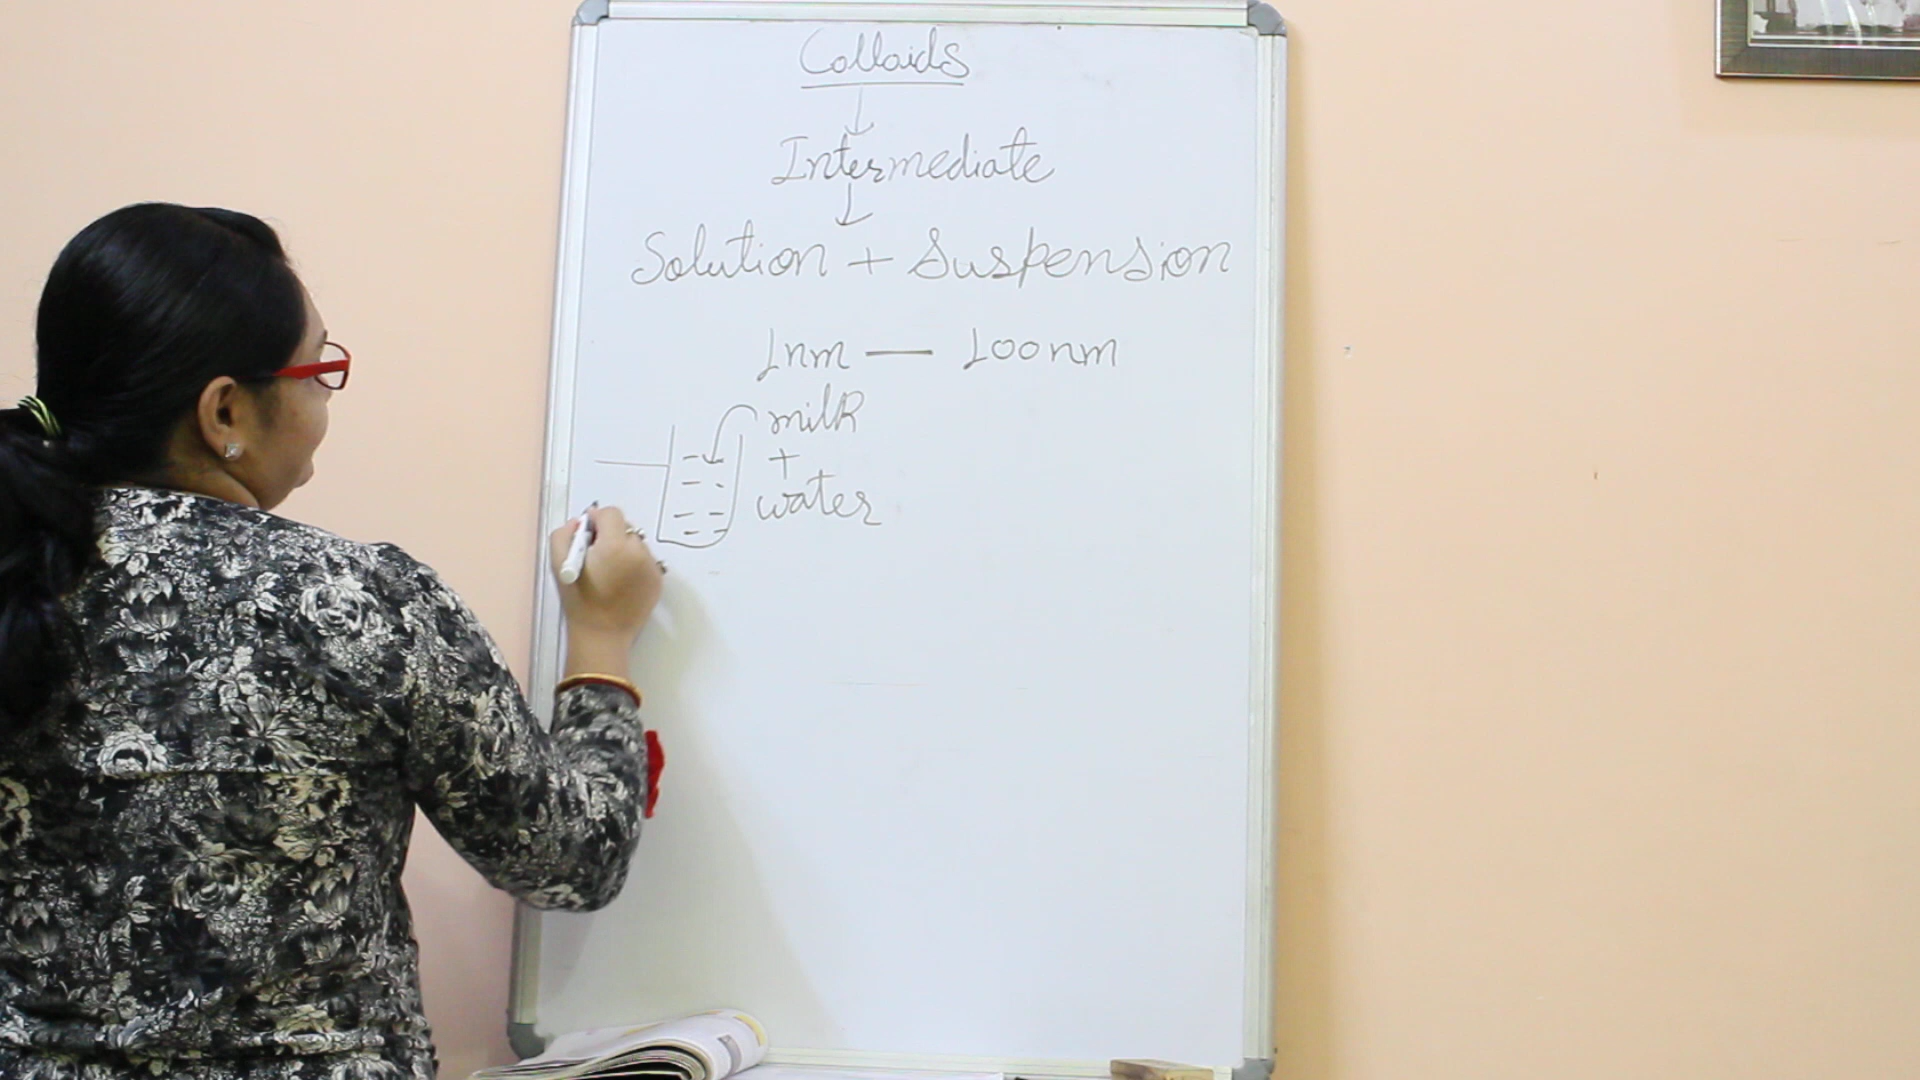 Colloids
Intermediate
Solution + Suspension
1nm — 100nm
milk
+
water